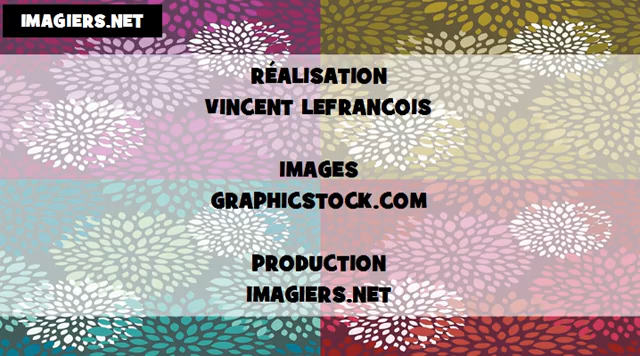 IMAGIERS.NET
RÉALISATION
VINCENT LEFRANCOIS
IMAGES
GRAPHICSTOCK.COM
PRODUCTION
IMAGIERS.NET